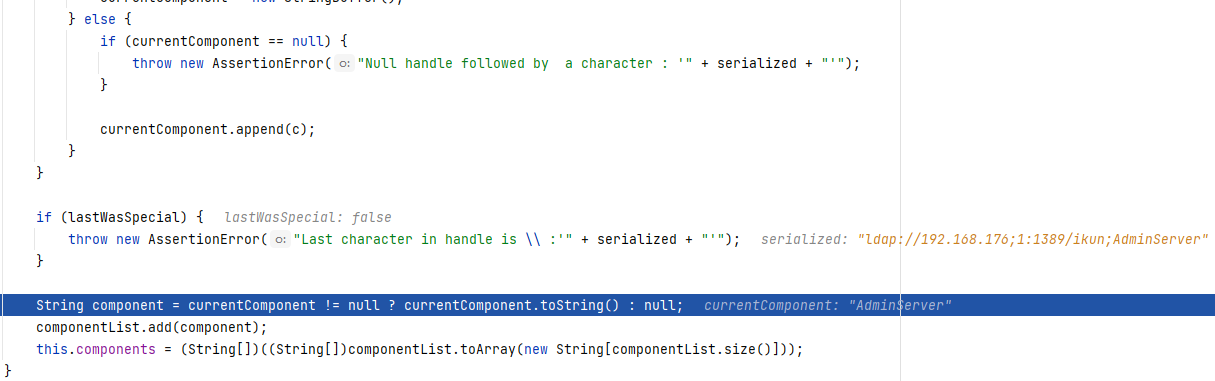 currentComponent = new StringBuffer();
} else {
if (currentComponent == null) {
throw new AssertionError( o: "Null handle followed by  a character : '" + serialized + "'");
}
currentComponent.append(c);
}
}
if (lastWasSpecial) {   lastWasSpecial: false
throw new AssertionError( o: "Last character in handle is \\ :'" + serialized + "'");   serialized: "ldap://192.168.176;1:1389/ikun;AdminServer"
}
String component = currentComponent != null ? currentComponent.toString() : null;   currentComponent: "AdminServer"
componentList.add(component);
this.components = (String[])((String[])componentList.toArray(new String[componentList.size()]));
}